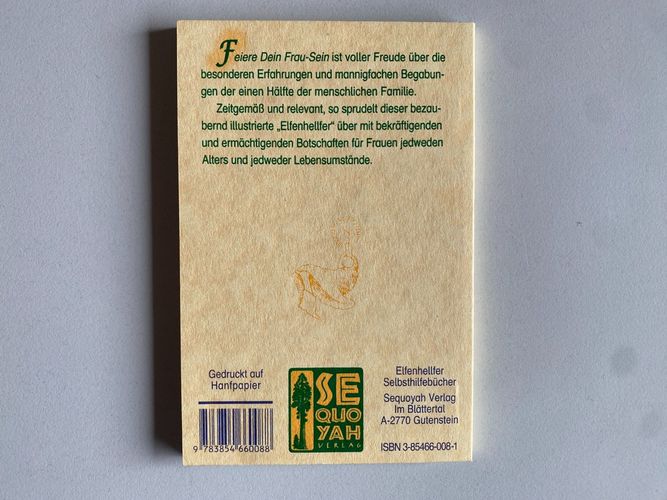 Feiere Dein Frau-Sein ist voller Freude über die
besonderen Erfahrungen und mannigfachen Begabun-
gen der einen Hälfte der menschlichen Familie.
Zeitgemäß und relevant, so sprudelt dieser bezau-
bernd illustrierte „Elfenhellfer“ über mit bekräftigenden
und ermächtigenden Botschaften für Frauen jedweden
Alters und jedweder Lebensumstände.
Gedruckt auf
Hanfpapier
9 783854 660088
SE
QUO
YAH
VERLAG
Elfenhellfer
Selbsthilfebücher
Sequoyah Verlag
Im Blättertal
A-2770 Gutenstein
ISBN 3-85466-008-1